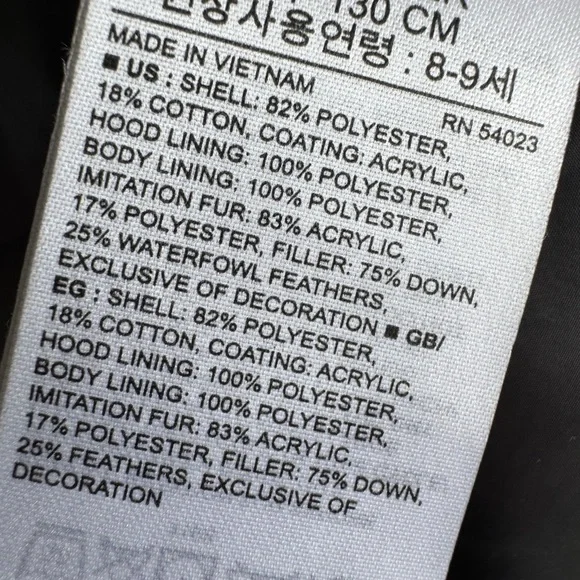 130 CM
사용연령 : 8-9세
MADE IN VIETNAM
RN 54023
■ US : SHELL: 82% POLYESTER,
18% COTTON, COATING: ACRYLIC,
HOOD LINING: 100% POLYESTER,
BODY LINING: 100% POLYESTER,
IMITATION FUR: 83% ACRYLIC,
17% POLYESTER, FILLER: 75% DOWN,
25% WATERFOWL FEATHERS,
EXCLUSIVE OF DECORATION ■ GB/
EG : SHELL: 82% POLYESTER,
18% COTTON, COATING: ACRYLIC,
HOOD LINING: 100% POLYESTER,
BODY LINING: 100% POLYESTER,
IMITATION FUR: 83% ACRYLIC,
17% POLYESTER, FILLER: 75% DOWN,
25% FEATHERS, EXCLUSIVE OF
DECORATION